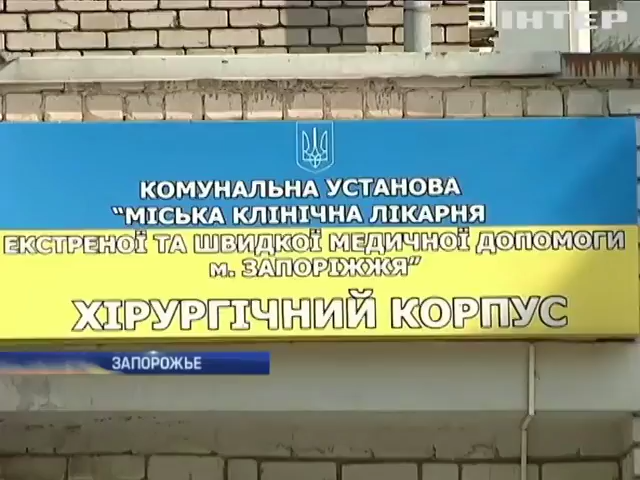 ІНТЕР
КОМУНАЛЬНА УСТАНОВА
“МІСЬКА КЛІНІЧНА ЛІКАРНЯ
ЕКСТРЕНОЇ ТА ШВИДКОЇ МЕДИЧНОЇ ДОПОМОГИ
м. ЗАПОРІЖЖЯ”
ХІРУРГІЧНИЙ КОРПУС
ЗАПОРОЖЬЕ